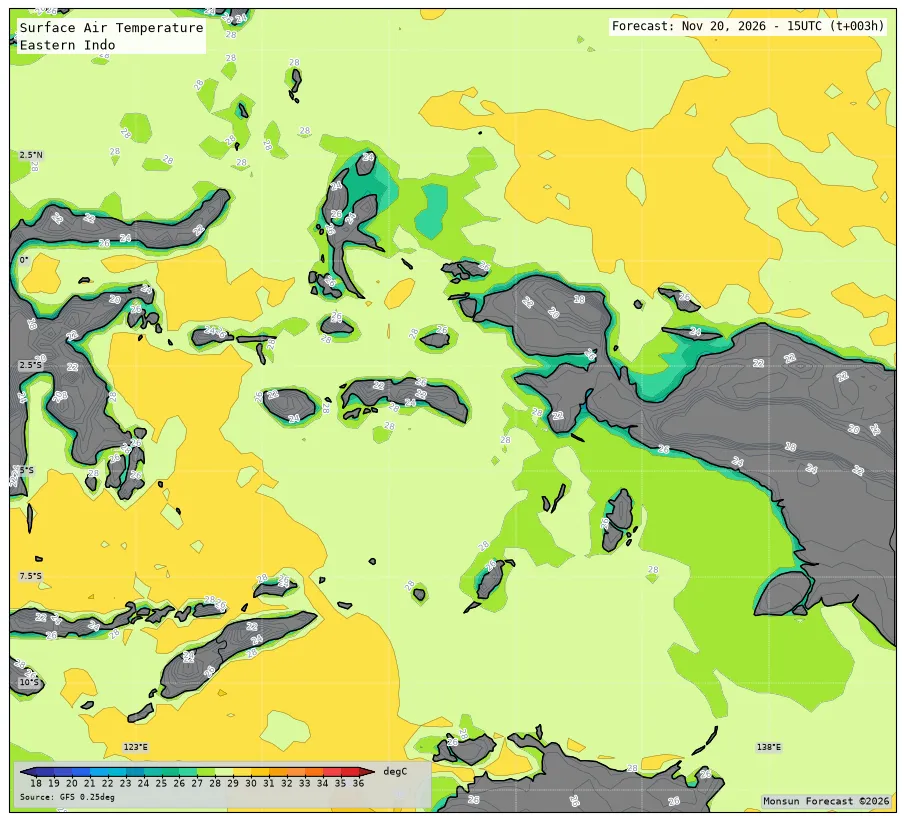 Surface Air Temperature
Eastern Indo
Forecast: Nov 20, 2026 - 15UTC (t+003h)
2.5°N
0°
2.5°S
5°S
7.5°S
10°S
123°E
138°E
18 19 20 21 22 23 24 25 26 27 28 29 30 31 32 33 34 35 36
degC
Source: GFS 0.25deg
Monsun Forecast ©2026